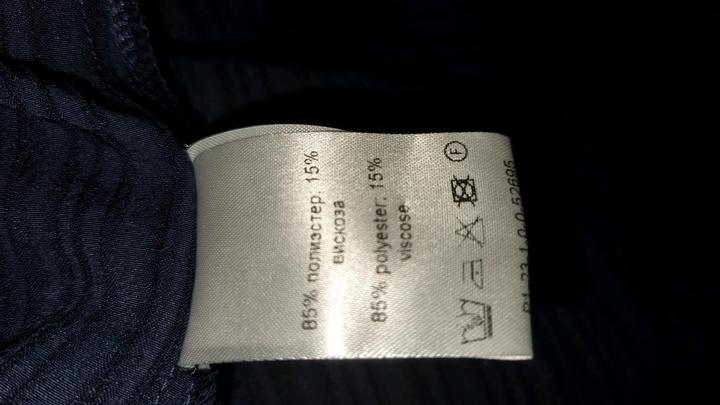 85% полиэстер; 15%
вискоза
85% polyester; 15%
viscose
F